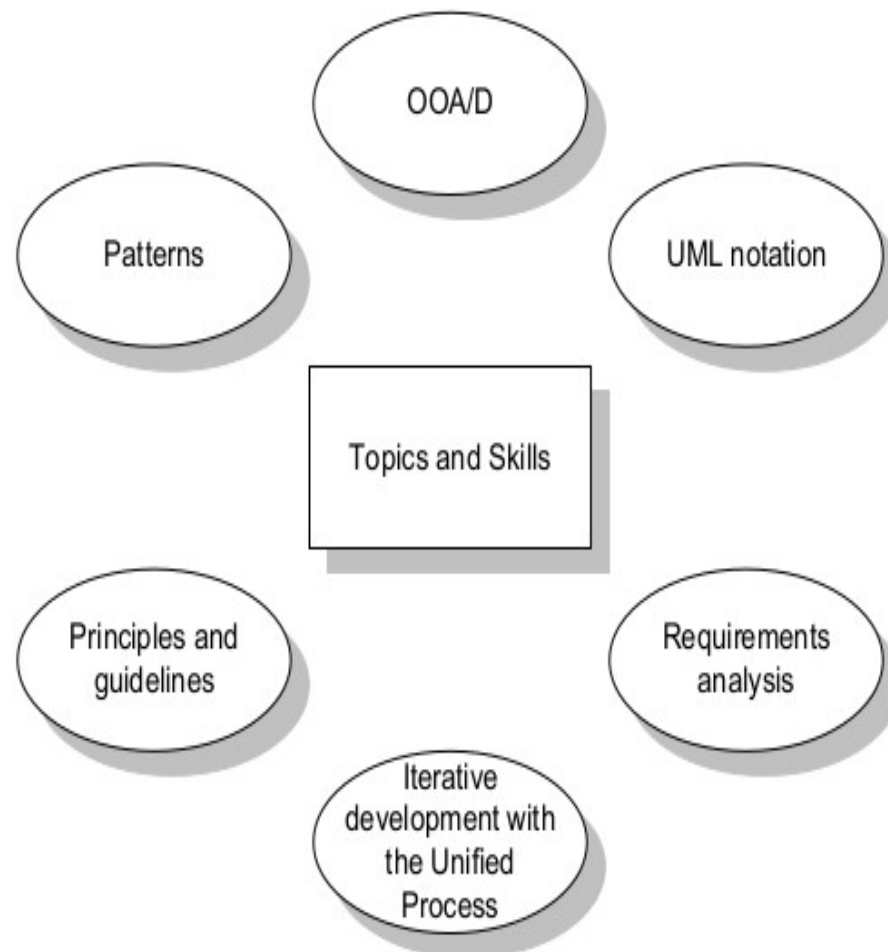 OOA/D
Patterns
UML notation
Topics and Skills
Principles and
guidelines
Requirements
analysis
Iterative
development with
the Unified
Process